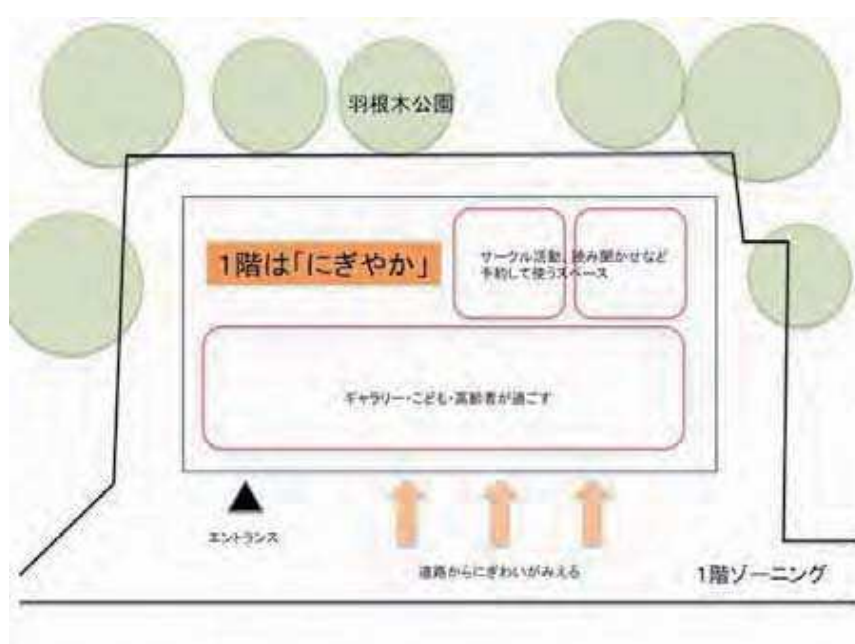 羽根木公園
1階は「にぎやか」
サークル活動、読み聞かせなど
予約して使うスペース
ギャラリー・こども・高齢者が過ごす
エントランス
道路からにぎわいがみえる
1階ゾーニング